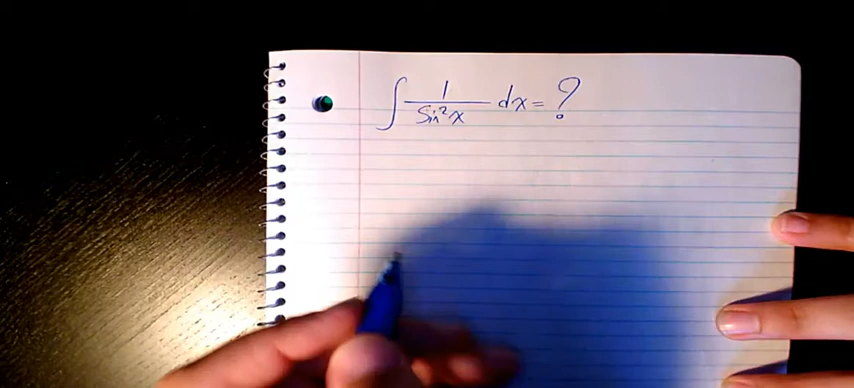 ∫ 1/Sin²x dx = ?